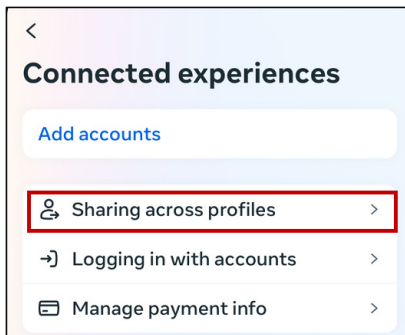 Connected experiences
Add accounts
Sharing across profiles
Logging in with accounts
Manage payment info